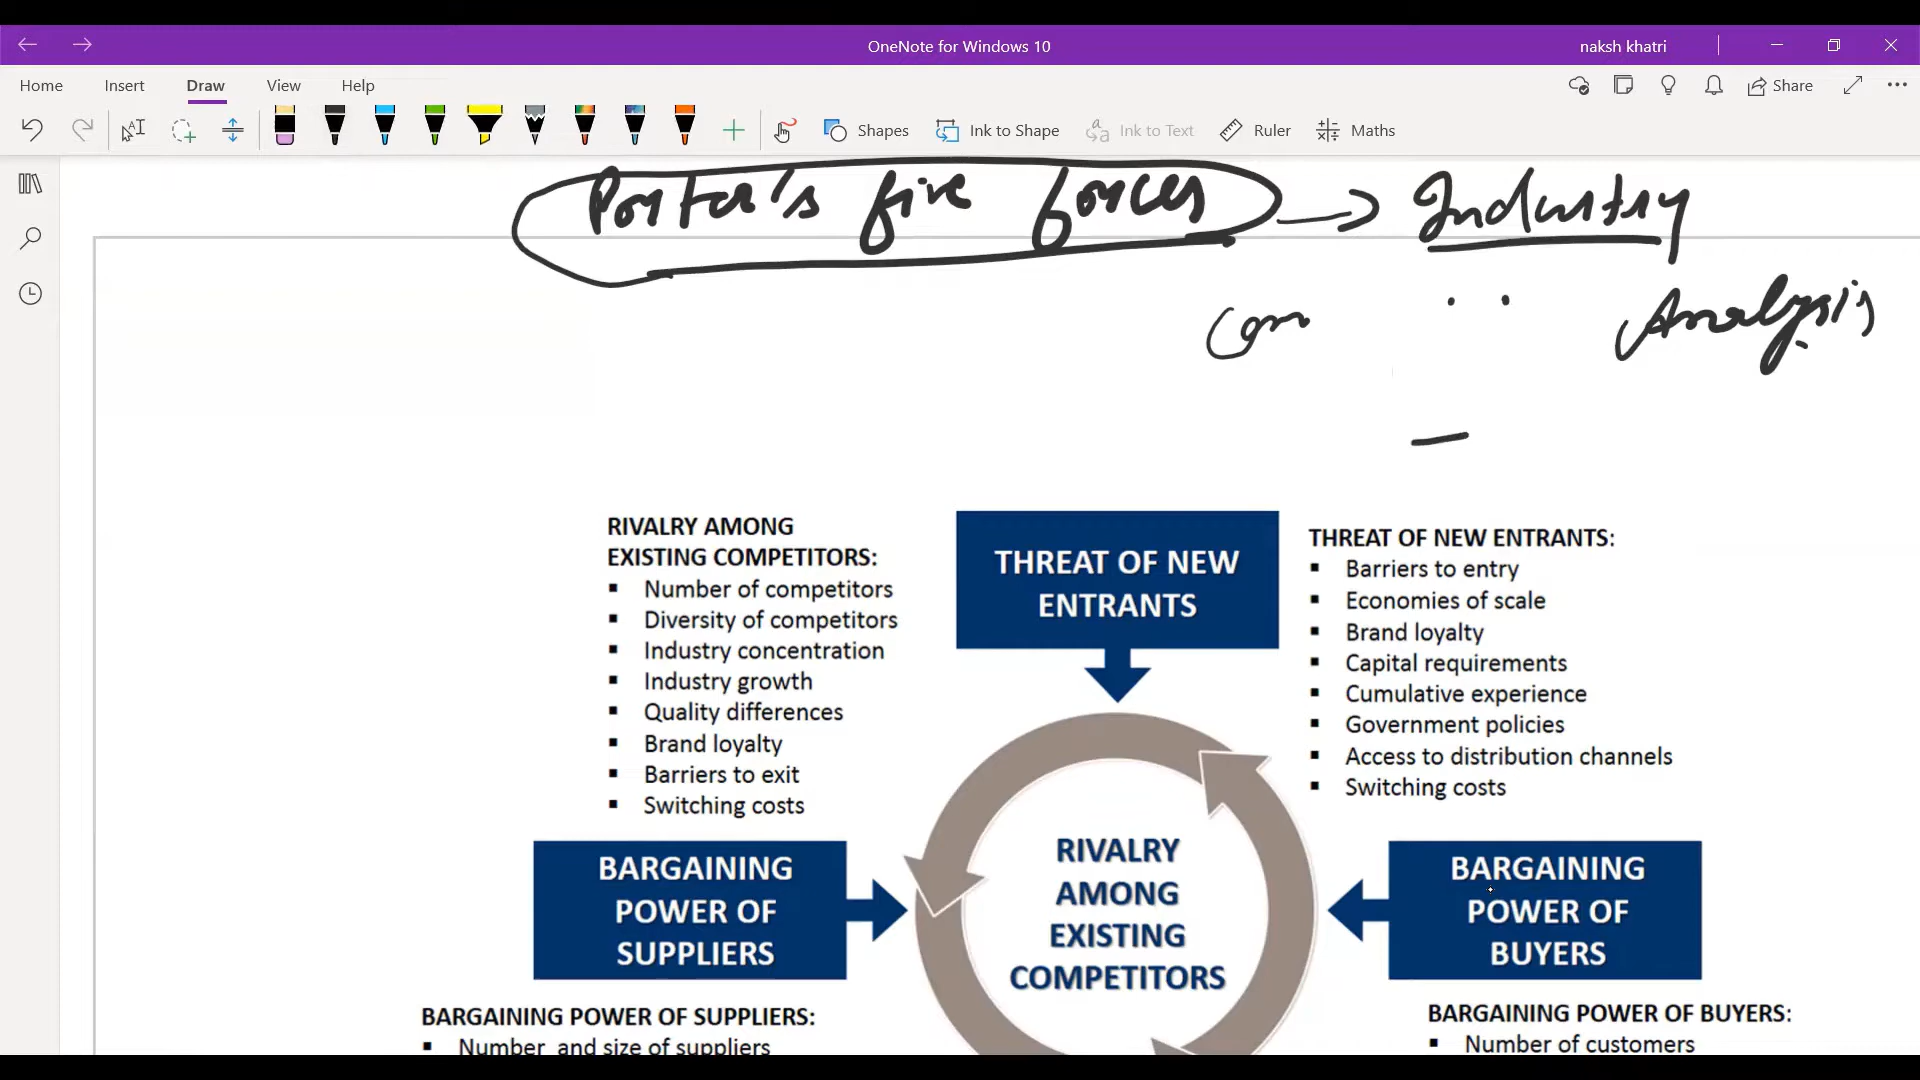 OneNote for Windows 10
naksh khatri
Home Insert Draw View Help
Share
Shapes Ink to Shape Ink to Text Ruler Maths
Porter's five forces → Industry
Analysis
Com
RIVALRY AMONG
EXISTING COMPETITORS:
▪ Number of competitors
▪ Diversity of competitors
▪ Industry concentration
▪ Industry growth
▪ Quality differences
▪ Brand loyalty
▪ Barriers to exit
▪ Switching costs
THREAT OF NEW
ENTRANTS
THREAT OF NEW ENTRANTS:
▪ Barriers to entry
▪ Economies of scale
▪ Brand loyalty
▪ Capital requirements
▪ Cumulative experience
▪ Government policies
▪ Access to distribution channels
▪ Switching costs
BARGAINING
POWER OF
SUPPLIERS
RIVALRY
AMONG
EXISTING
COMPETITORS
BARGAINING
POWER OF
BUYERS
BARGAINING POWER OF SUPPLIERS:
▪ Number and size of suppliers
BARGAINING POWER OF BUYERS:
▪ Number of customers